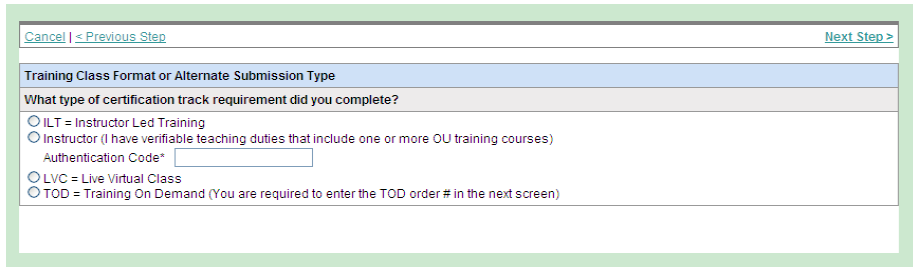 Cancel | < Previous Step Next Step >
Training Class Format or Alternate Submission Type
What type of certification track requirement did you complete?
ILT = Instructor Led Training
Instructor (I have verifiable teaching duties that include one or more OU training courses)
Authentication Code*
LVC = Live Virtual Class
TOD = Training On Demand (You are required to enter the TOD order # in the next screen)